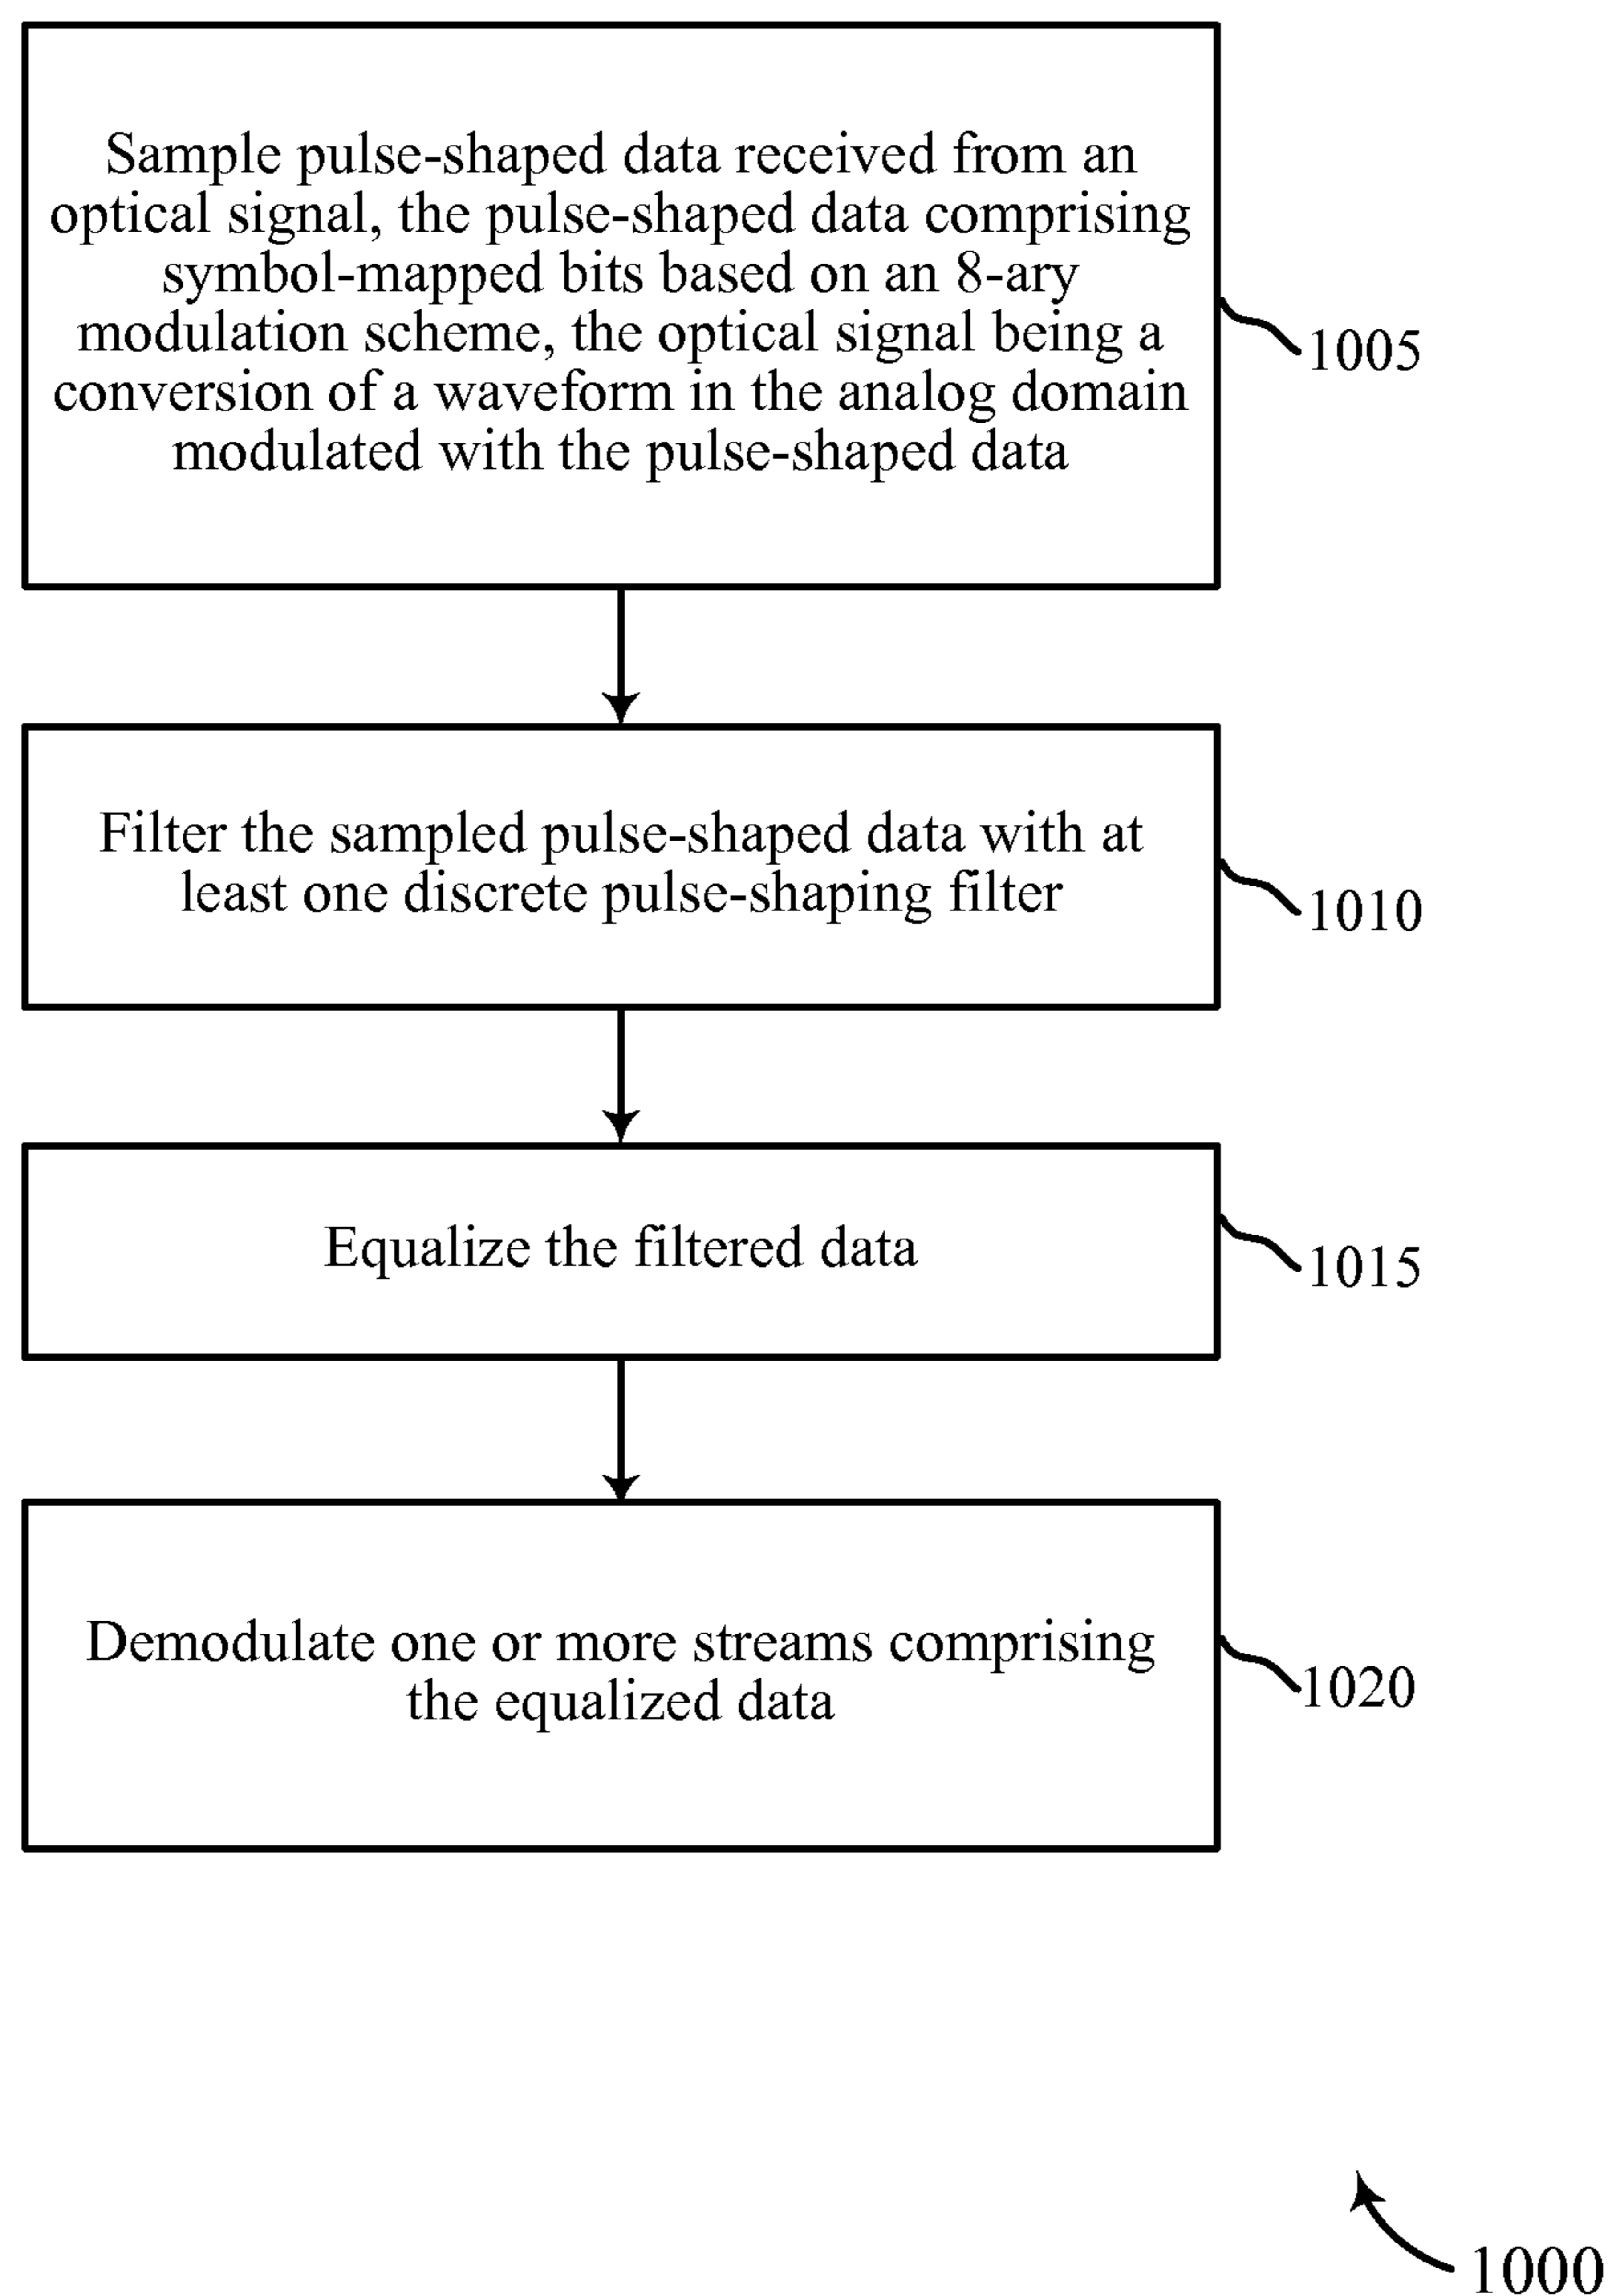 Sample pulse-shaped data received from an
optical signal, the pulse-shaped data comprising
symbol-mapped bits based on an 8-ary
modulation scheme, the optical signal being a
conversion of a waveform in the analog domain
modulated with the pulse-shaped data
1005
Filter the sampled pulse-shaped data with at
least one discrete pulse-shaping filter
1010
Equalize the filtered data
1015
Demodulate one or more streams comprising
the equalized data
1020
1000